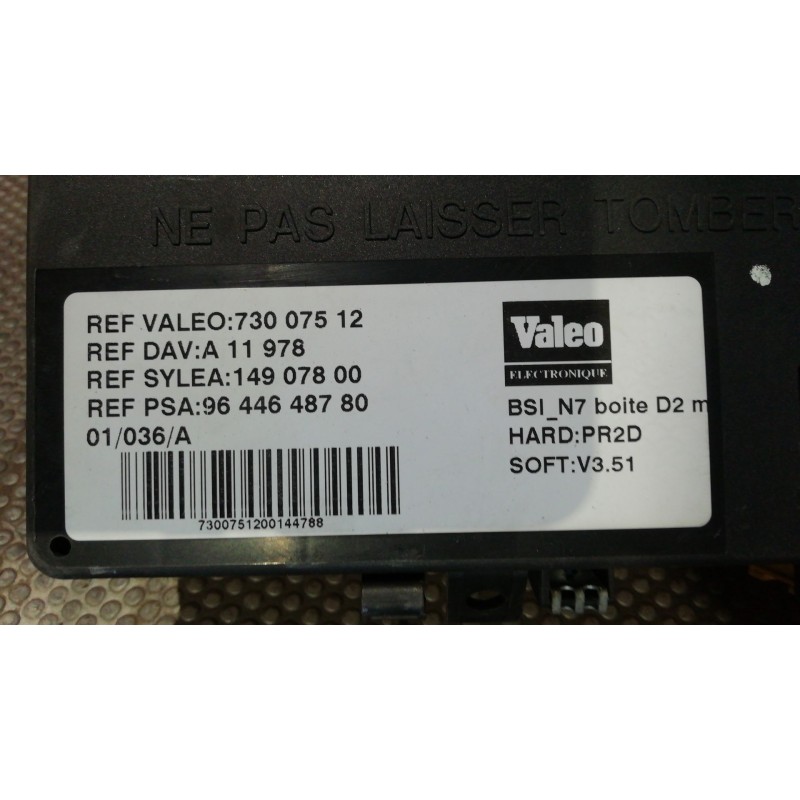 NE PAS LAISSER TOMBER
REF VALEO:730 075 12
REF DAV:A 11 978
REF SYLEA:149 078 00
REF PSA:96 446 487 80
01/036/A
7300751200144788
Valeo
ELECTRONIQUE
BSI_N7 boite D2 m
HARD:PR2D
SOFT:V3.51